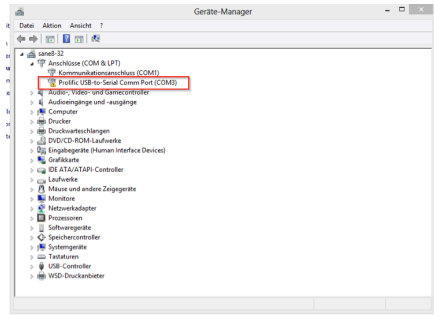 Geräte-Manager
Datei Aktion Ansicht ?
sane8-32
Anschlüsse (COM & LPT)
Kommunikationsanschluss (COM1)
Prolific USB-to-Serial Comm Port (COM3)
Audio-, Video- und Gamecontroller
Audioeingänge und -ausgänge
Computer
Drucker
Druckwarteschlangen
DVD/CD-ROM-Laufwerke
Eingabegeräte (Human Interface Devices)
Grafikkarte
IDE ATA/ATAPI-Controller
Laufwerke
Mäuse und andere Zeigegeräte
Monitore
Netzwerkadapter
Prozessoren
Softwaregeräte
Speichercontroller
Systemgeräte
Tastaturen
USB-Controller
WSD-Druckanbieter